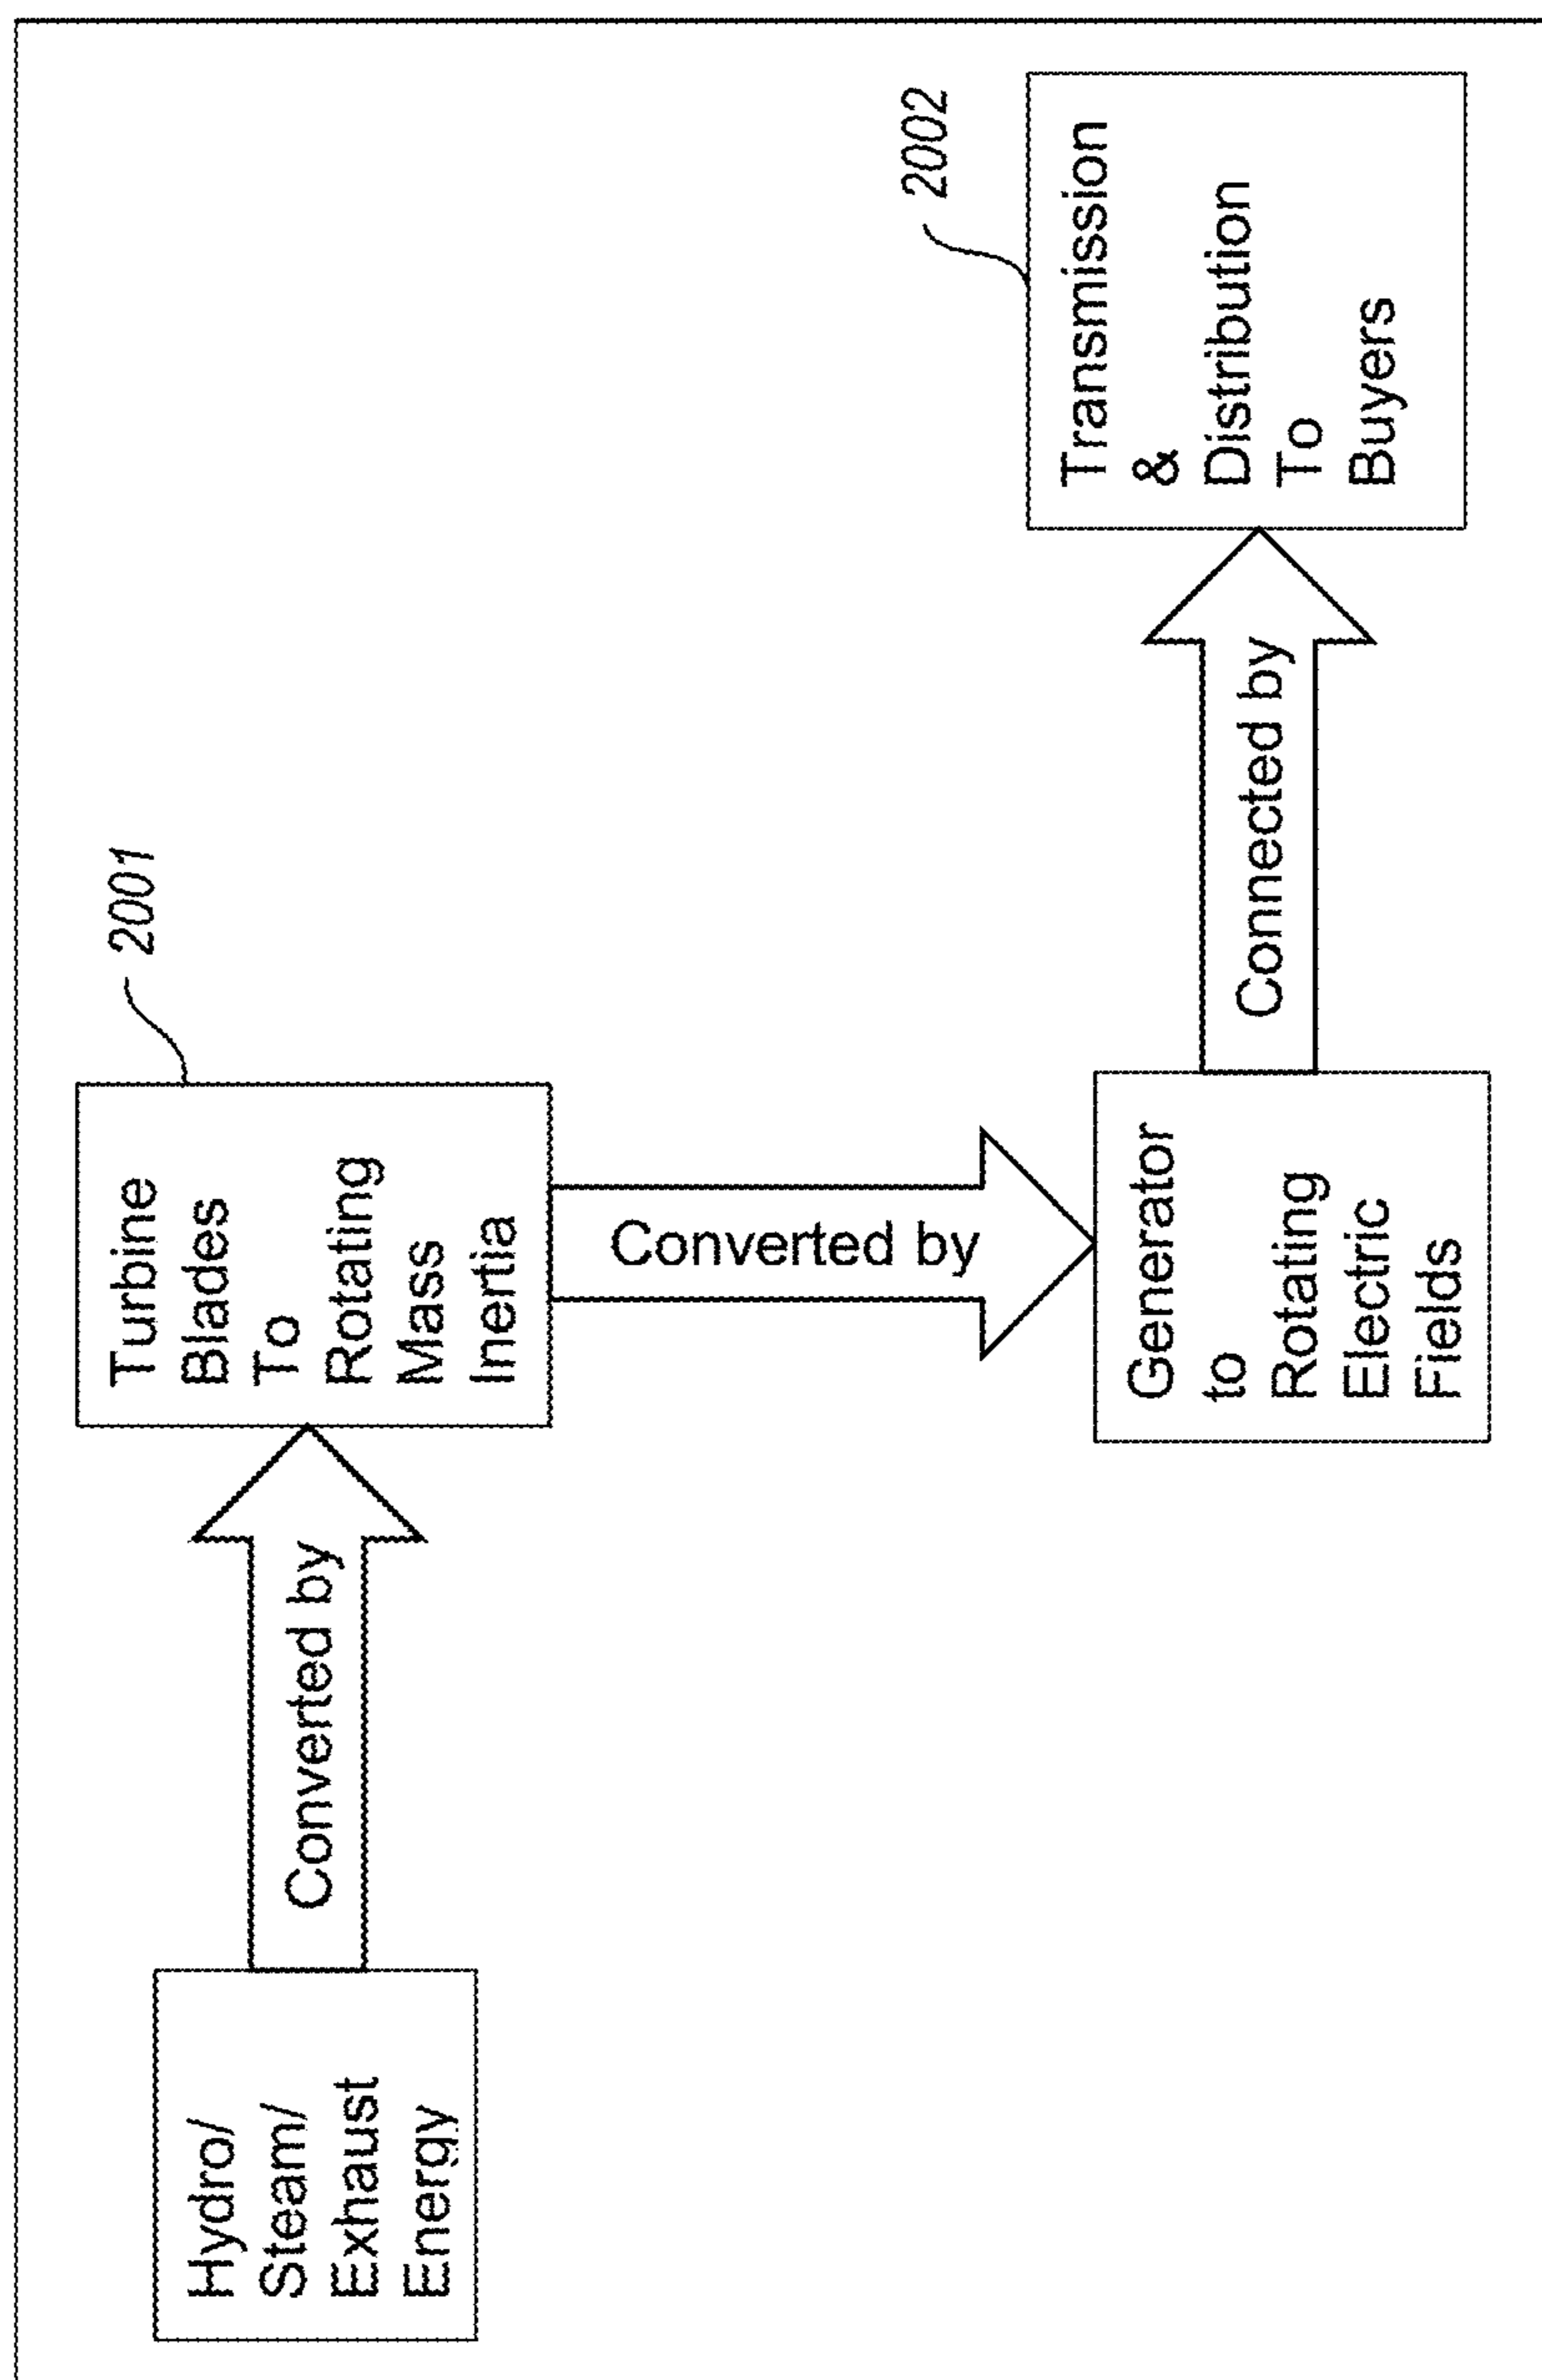 Hydro/
Steam/
Exhaust
Energy
Converted by
2001
Turbine
Blades
To
Rotating
Mass
Inertia
Converted by
Generator
to
Rotating
Electric
Fields
Connected by
2002
Transmission
&
Distribution
To
Buyers